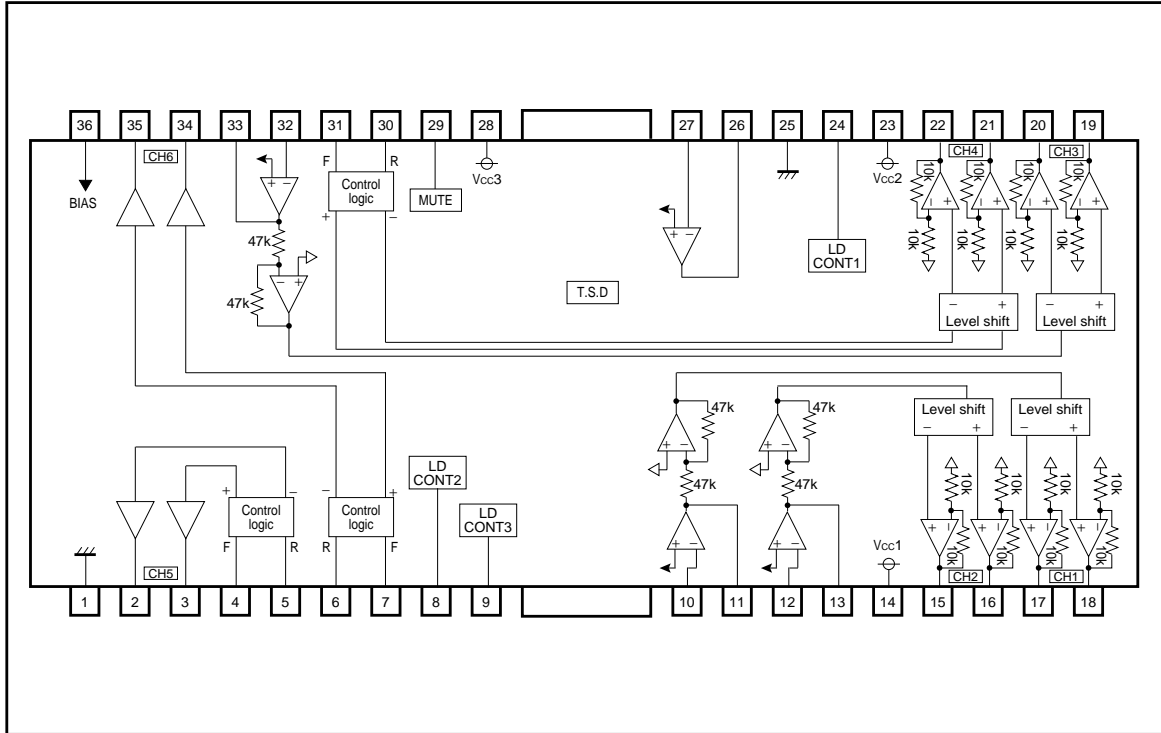 36 35 34 33 32 31 30 29 28 27 26 25 24 23 22 21 20 19
CH6 F R Vcc3 Vcc2 CH4 CH3
BIAS
Control logic
+ −
MUTE
+ −
47k
− +
47k
T.S.D
+ −
LD CONT1
10k 10k 10k 10k
− + − + − + − +
10k 10k 10k 10k
− + − +
Level shift Level shift
47k 47k
+ − + −
47k 47k
+ − + −
Level shift Level shift
− + − +
10k 10k 10k 10k
+ − + − + − + −
10k 10k 10k 10k
LD CONT2
LD CONT3
+ − − +
Control logic Control logic
F R R F
Vcc1
CH5 CH2 CH1
1 2 3 4 5 6 7 8 9 10 11 12 13 14 15 16 17 18